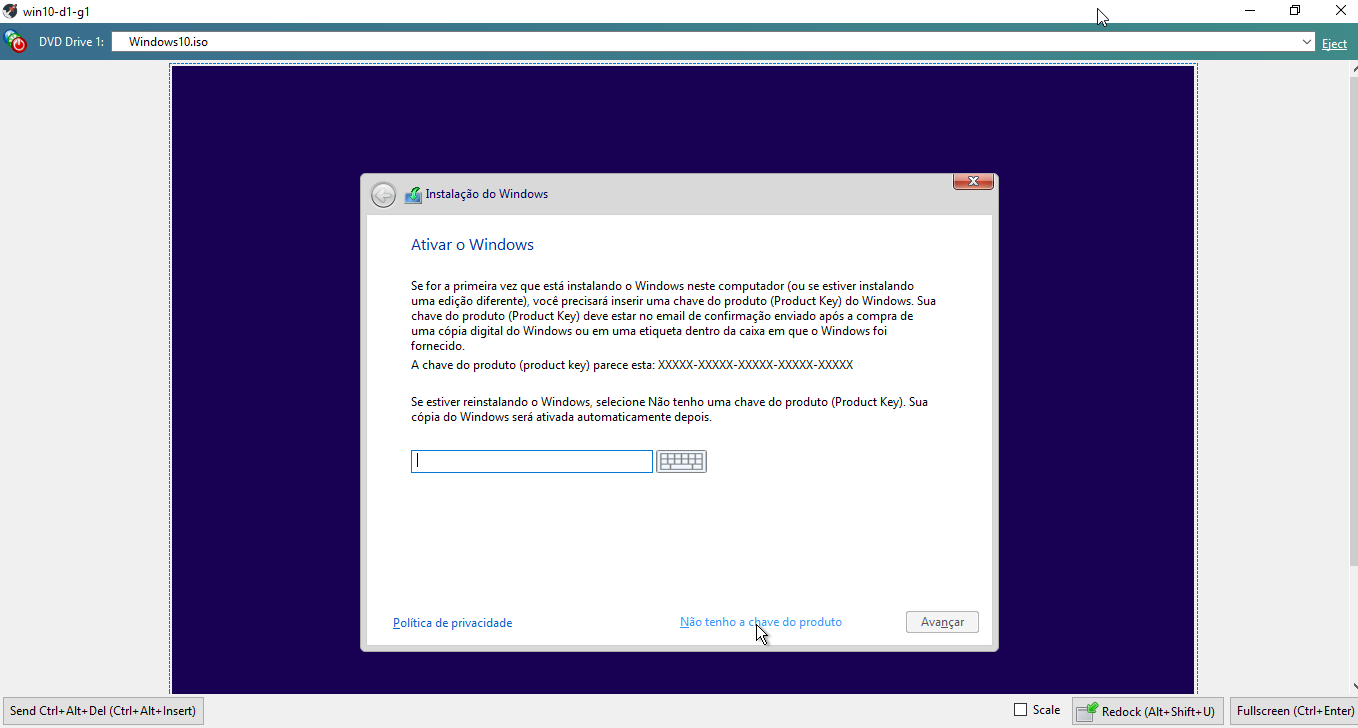 win10-d1-g1
DVD Drive 1: Windows10.iso Eject
Instalação do Windows
Ativar o Windows
Se for a primeira vez que está instalando o Windows neste computador (ou se estiver instalando
uma edição diferente), você precisará inserir uma chave do produto (Product Key) do Windows. Sua
chave do produto (Product Key) deve estar no email de confirmação enviado após a compra de
uma cópia digital do Windows ou em uma etiqueta dentro da caixa em que o Windows foi
fornecido.
A chave do produto (product key) parece esta: XXXXX-XXXXX-XXXXX-XXXXX-XXXXX
Se estiver reinstalando o Windows, selecione Não tenho uma chave do produto (Product Key). Sua
cópia do Windows será ativada automaticamente depois.
Política de privacidade Não tenho a chave do produto Avançar
Send Ctrl+Alt+Del (Ctrl+Alt+Insert) Scale Redock (Alt+Shift+U) Fullscreen (Ctrl+Enter)